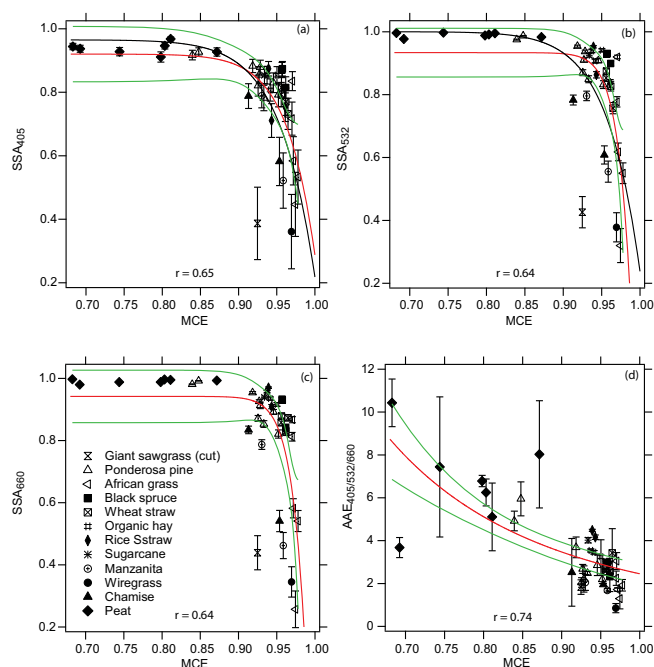 (a)
1.0
0.8
0.6
0.4
0.2
SSA405
r = 0.65
0.70 0.75 0.80 0.85 0.90 0.95 1.00
MCE
(b)
1.0
0.8
0.6
0.4
0.2
SSA532
r = 0.64
0.70 0.75 0.80 0.85 0.90 0.95 1.00
MCE
(c)
1.0
0.8
0.6
0.4
0.2
SSA660
Giant sawgrass (cut)
Ponderosa pine
African grass
Black spruce
Wheat straw
Organic hay
Rice Sstraw
Sugarcane
Manzanita
Wiregrass
Chamise
Peat
r = 0.64
0.70 0.75 0.80 0.85 0.90 0.95 1.00
MCE
(d)
12
10
8
6
4
2
0
AAE405/532/660
r = 0.74
0.70 0.75 0.80 0.85 0.90 0.95 1.00
MCE